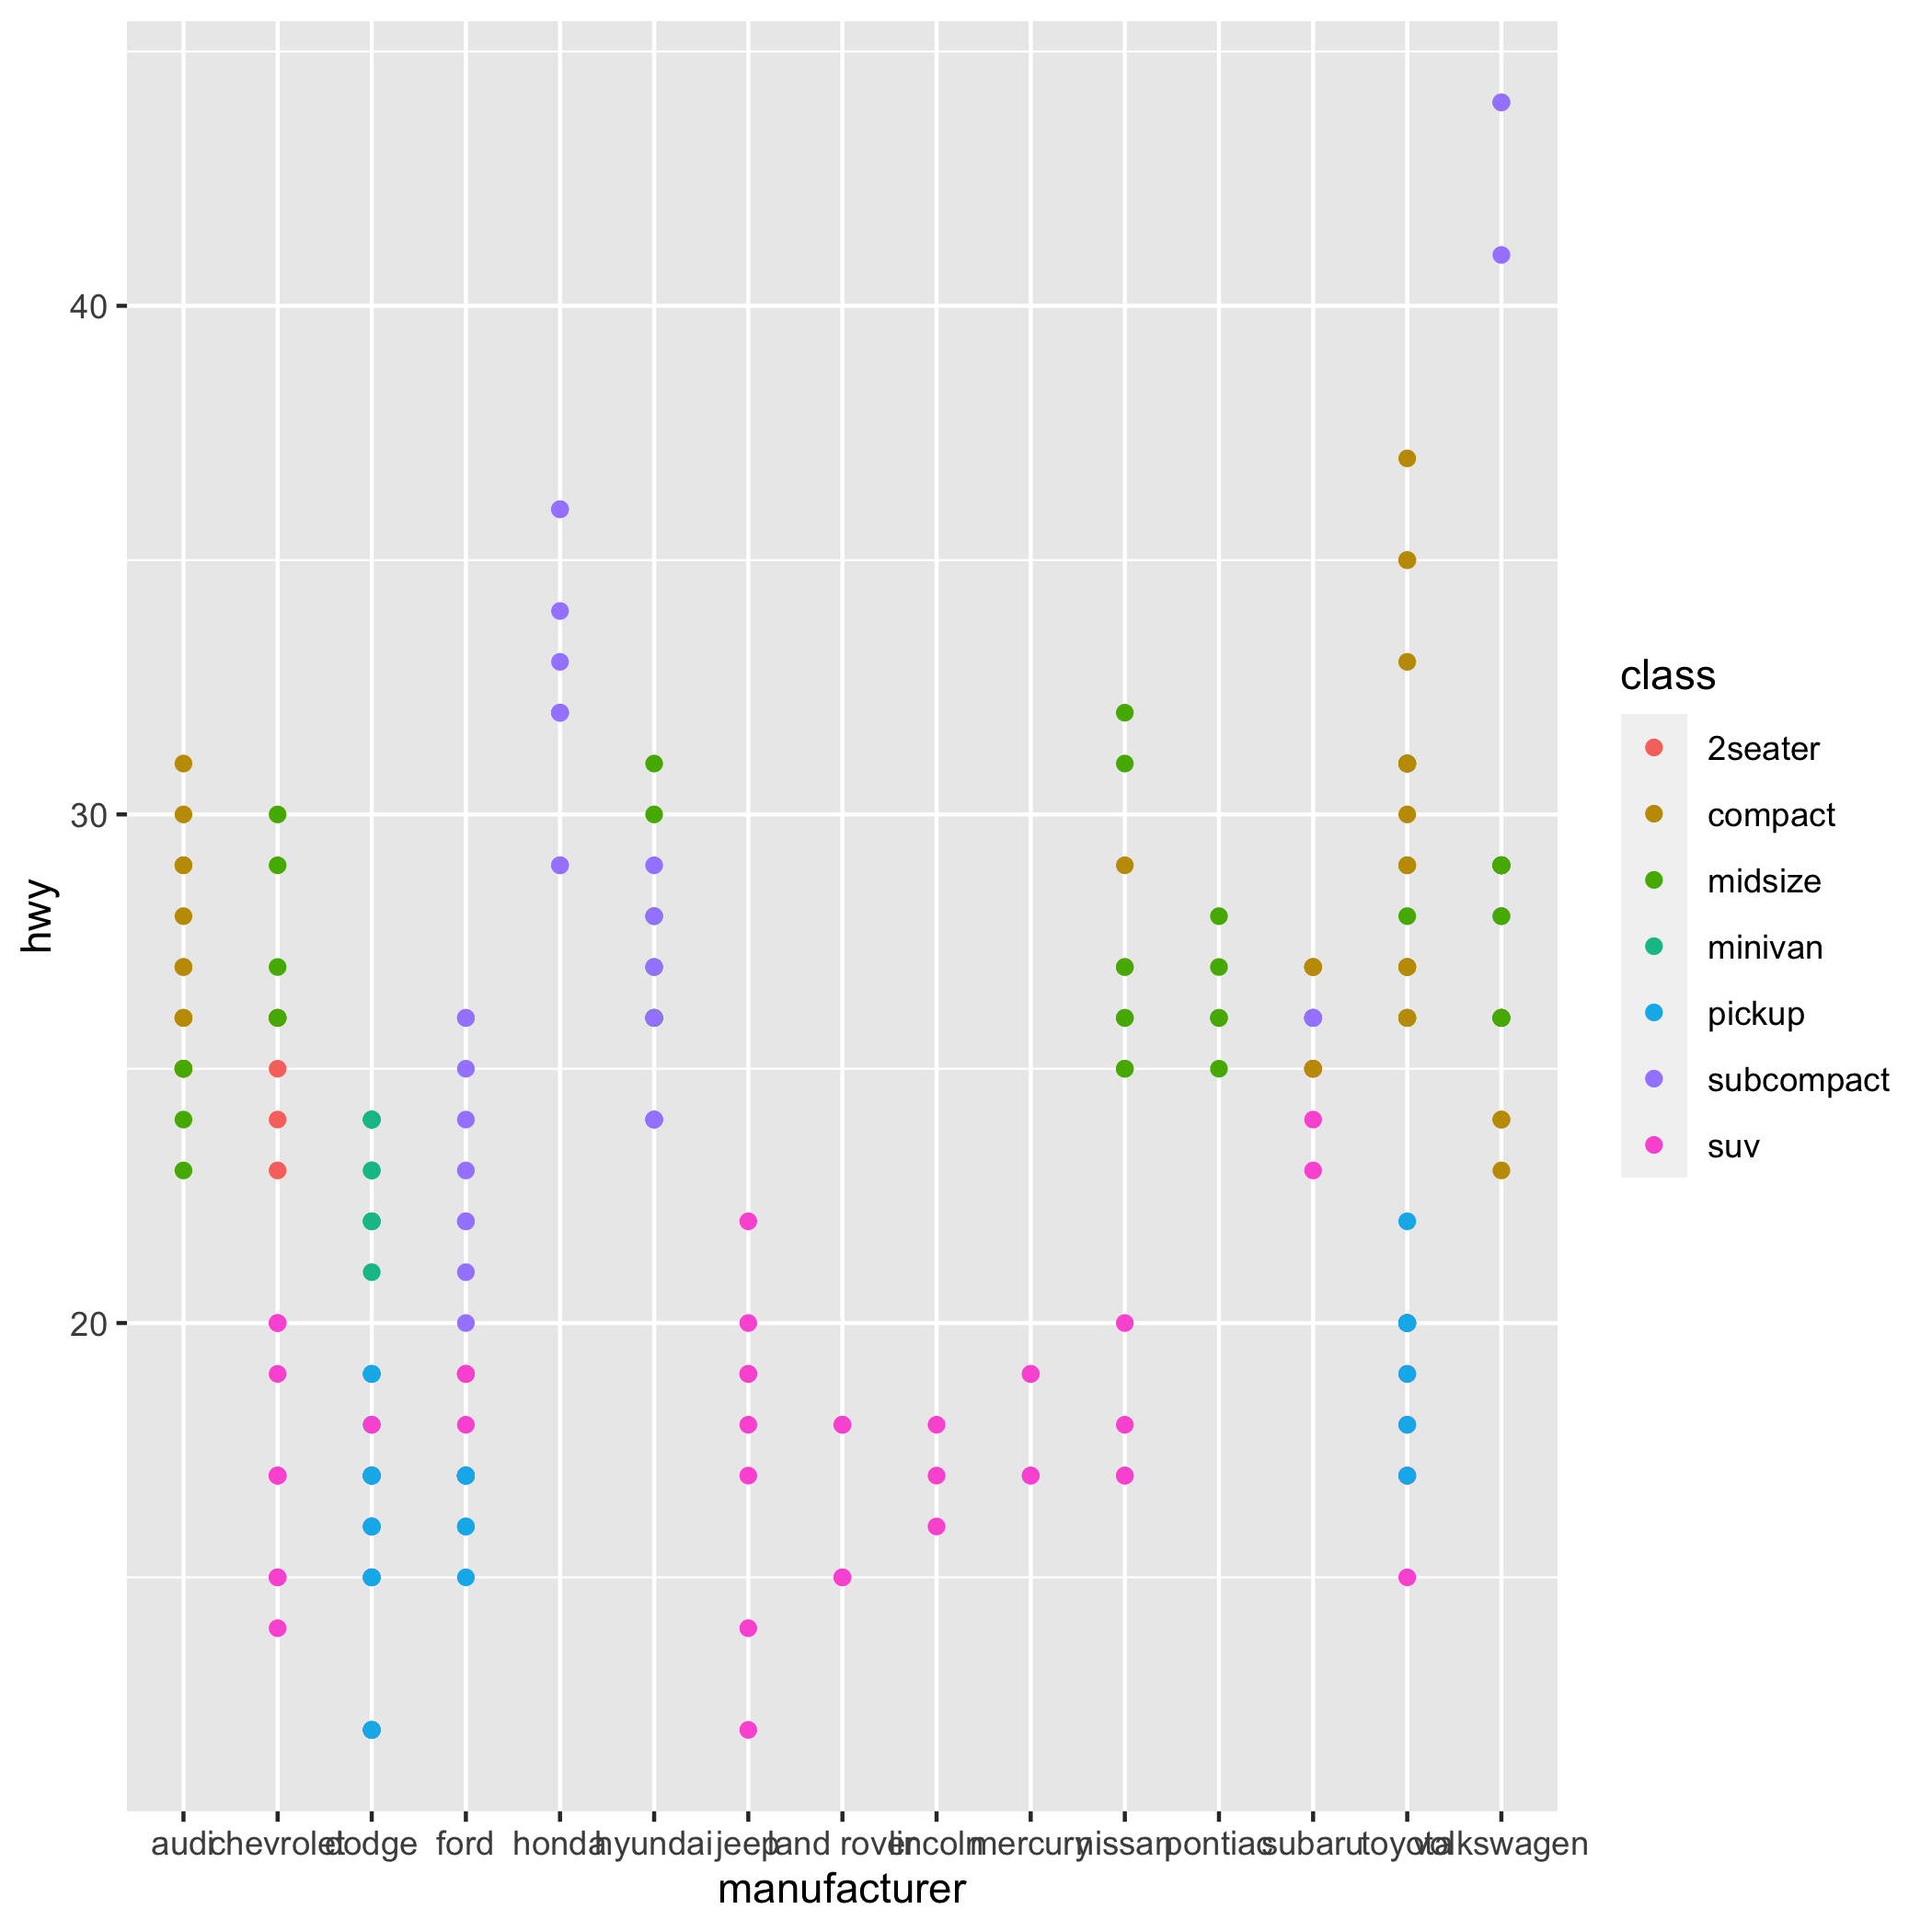 40
30
20
hwy
audi chevrolet dodge ford honda hyundai jeep land rover lincoln mercury nissan pontiac subaru toyota volkswagen
manufacturer
class
2seater
compact
midsize
minivan
pickup
subcompact
suv